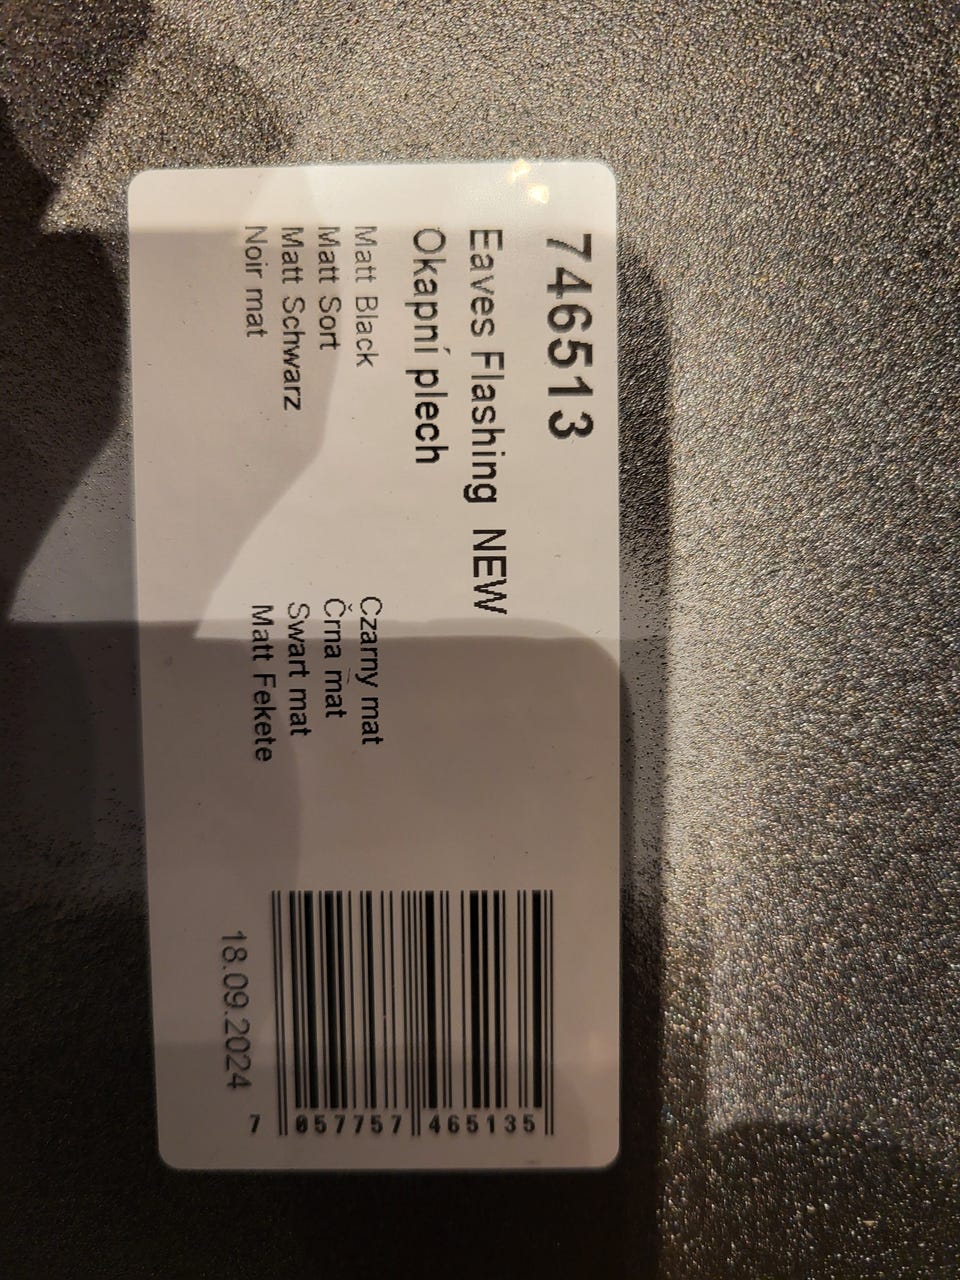 746513
Eaves Flashing NEW
Okapní plech
Matt Black
Matt Sort
Matt Schwarz
Noir mat
Czarny mat
Črna mat
Swart mat
Matt Fekete
7 057757 465135
18.09.2024